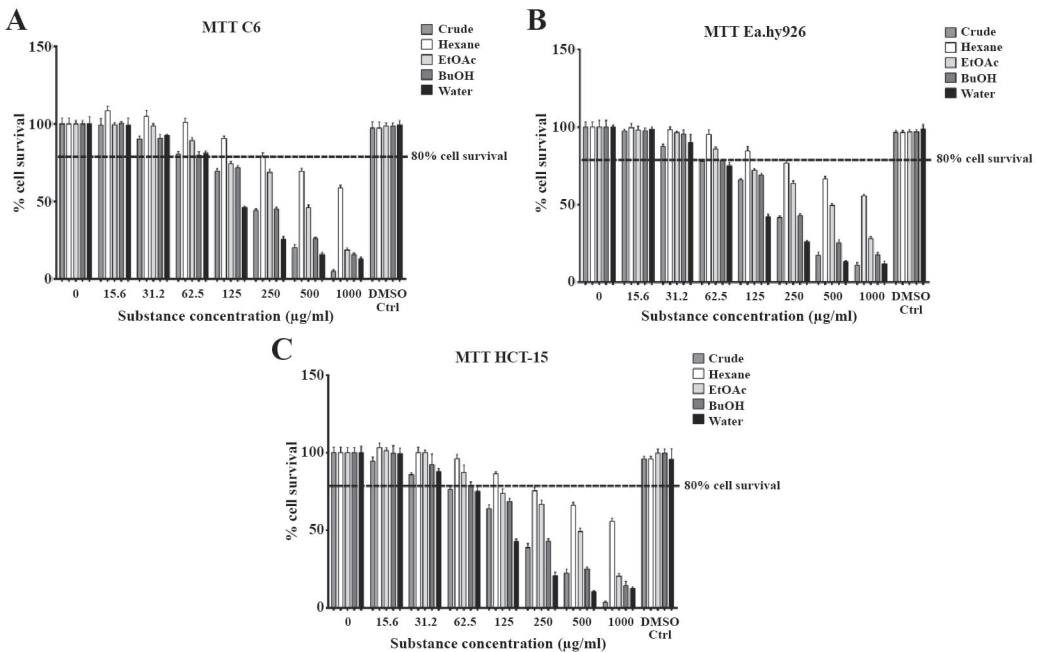 A
MTT C6
Crude
Hexane
EtOAc
BuOH
Water
150
100
50
0
% cell survival
80% cell survival
0 15.6 31.2 62.5 125 250 500 1000 DMSO
Ctrl
Substance concentration (µg/ml)
B
MTT Ea.hy926
Crude
Hexane
EtOAc
BuOH
Water
150
100
50
0
% cell survival
80% cell survival
0 15.6 31.2 62.5 125 250 500 1000 DMSO
Ctrl
Substance concentration (µg/ml)
C
MTT HCT-15
Crude
Hexane
EtOAc
BuOH
Water
150
100
50
0
% cell survival
80% cell survival
0 15.6 31.2 62.5 125 250 500 1000 DMSO
Ctrl
Substance concentration (µg/ml)